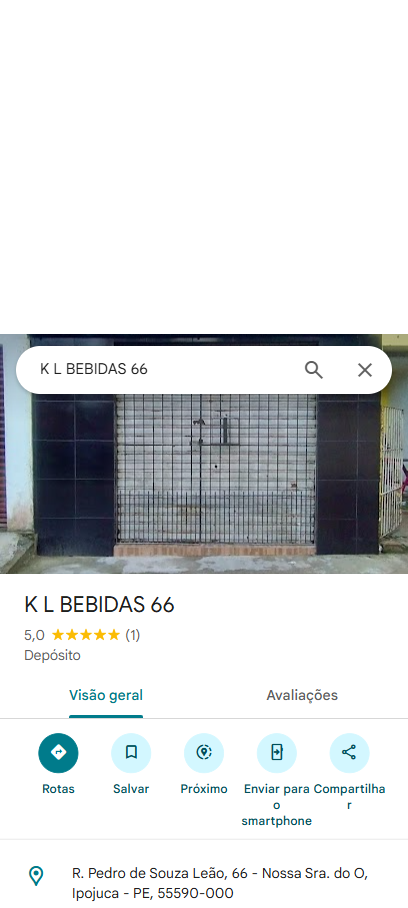 K L BEBIDAS 66
K L BEBIDAS 66
5,0 (1)
Depósito
Visão geral Avaliações
Rotas Salvar Próximo Enviar para o smartphone Compartilhar
R. Pedro de Souza Leão, 66 - Nossa Sra. do O,
Ipojuca - PE, 55590-000